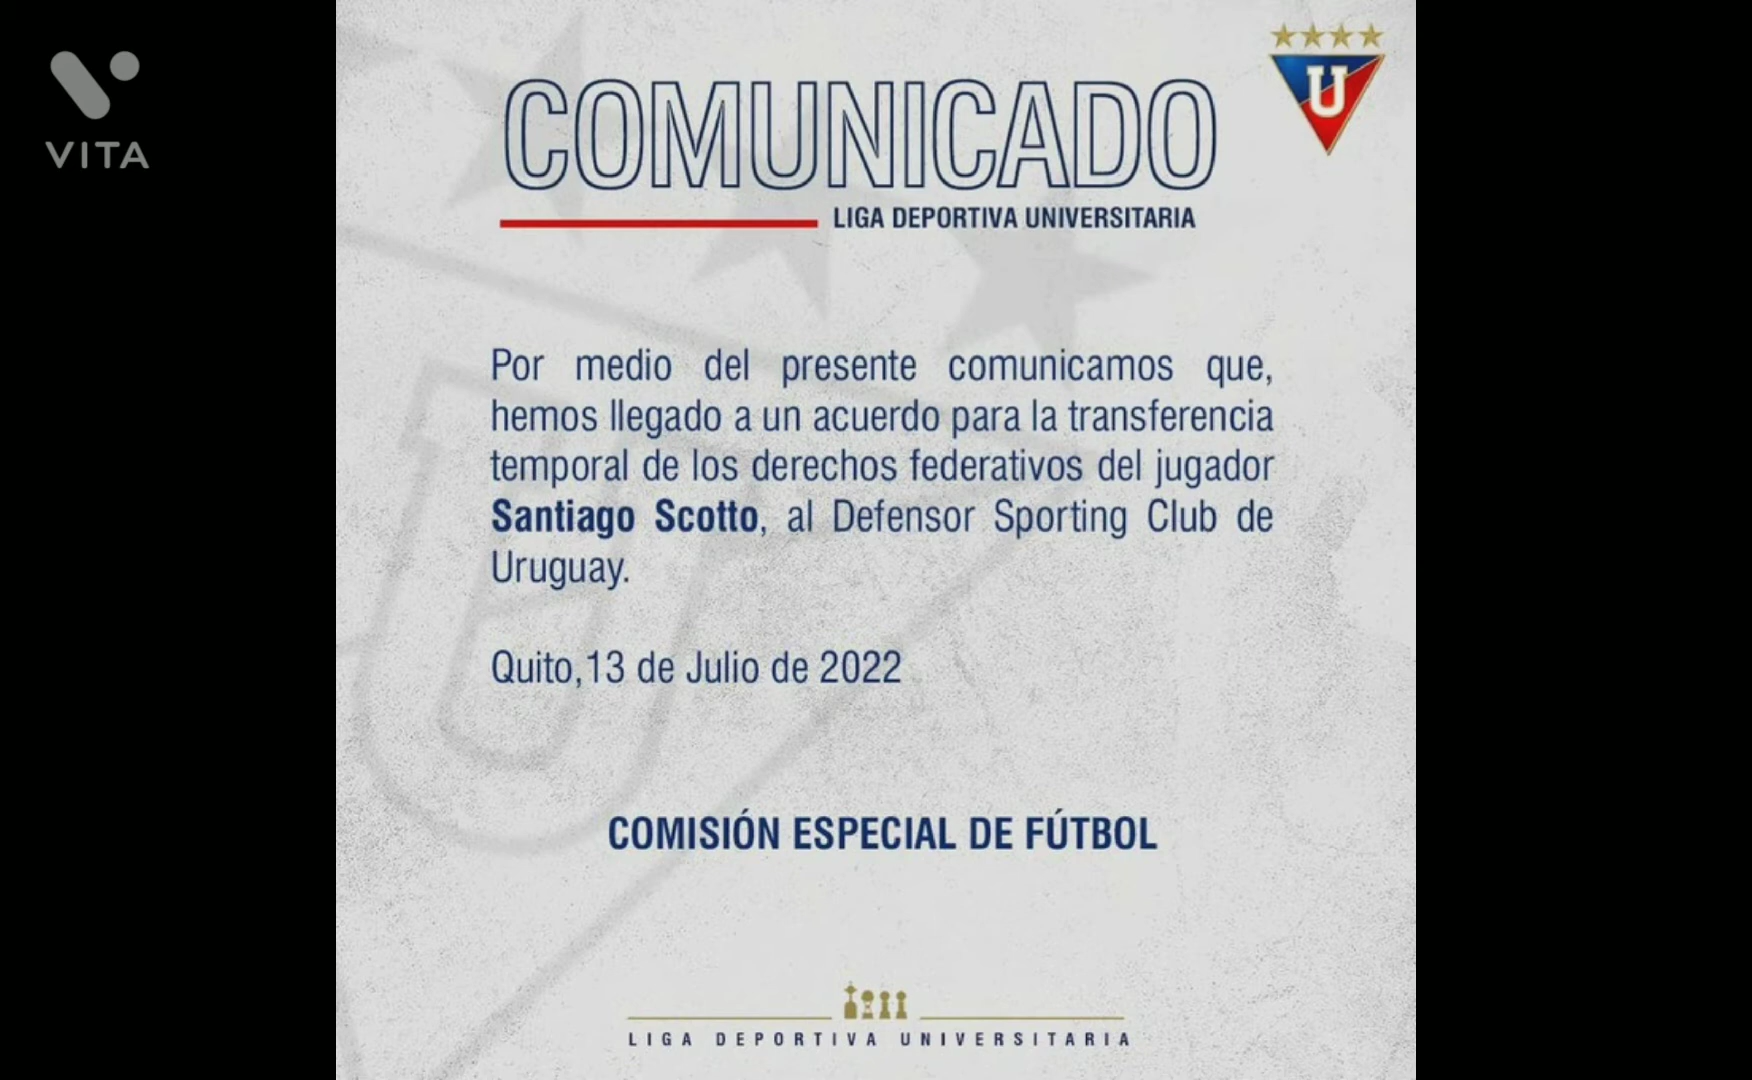 VITA
COMUNICADO
LIGA DEPORTIVA UNIVERSITARIA
U
Por medio del presente comunicamos que,
hemos llegado a un acuerdo para la transferencia
temporal de los derechos federativos del jugador
Santiago Scotto, al Defensor Sporting Club de
Uruguay.
Quito,13 de Julio de 2022
COMISIÓN ESPECIAL DE FÚTBOL
LIGA DEPORTIVA UNIVERSITARIA